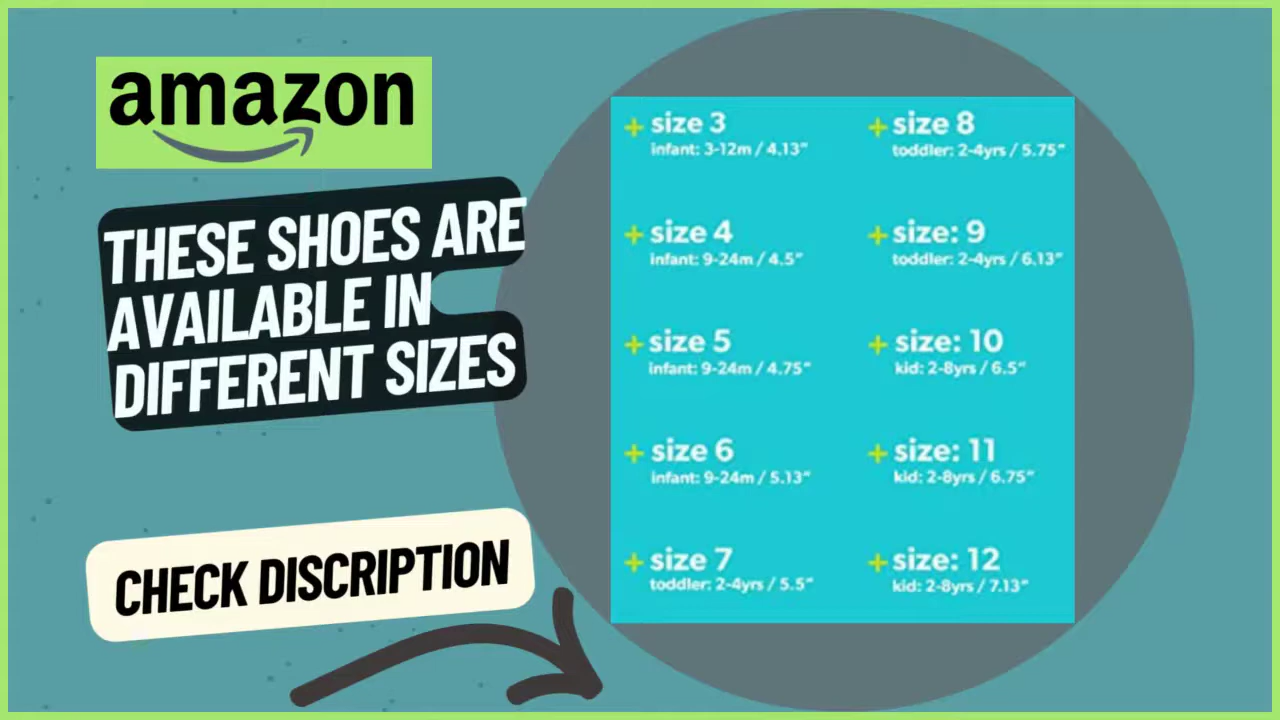 amazon
THESE SHOES ARE
AVAILABLE IN
DIFFERENT SIZES
CHECK DISCRIPTION
+ size 3
infant: 3-12m / 4.13"
+ size 4
infant: 9-24m / 4.5"
+ size 5
infant: 9-24m / 4.75"
+ size 6
infant: 9-24m / 5.13"
+ size 7
toddler: 2-4yrs / 5.5"
+ size 8
toddler: 2-4yrs / 5.75"
+ size: 9
toddler: 2-4yrs / 6.13"
+ size: 10
kid: 2-8yrs / 6.5"
+ size: 11
kid: 2-8yrs / 6.75"
+ size: 12
kid: 2-8yrs / 7.13"